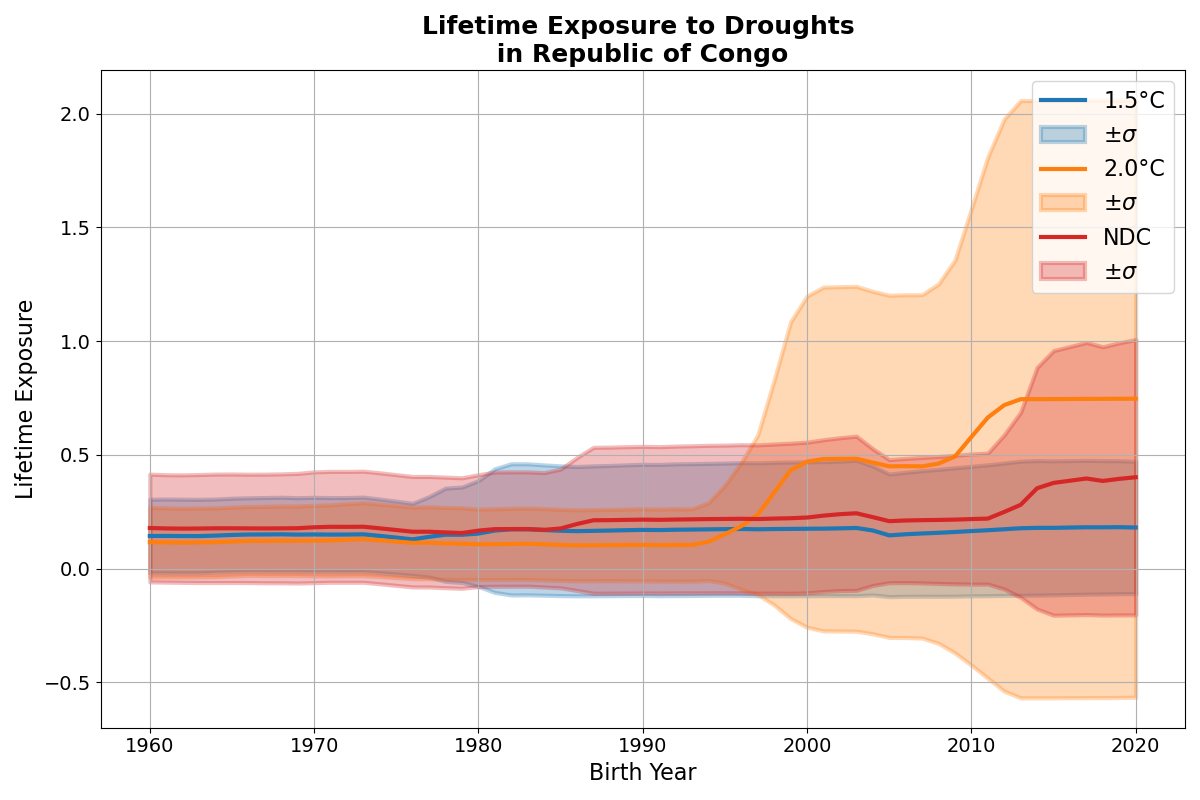 Lifetime Exposure to Droughts
in Republic of Congo
Lifetime Exposure
2.0
1.5
1.0
0.5
0.0
−0.5
1.5°C
±σ
2.0°C
±σ
NDC
±σ
1960 1970 1980 1990 2000 2010 2020
Birth Year